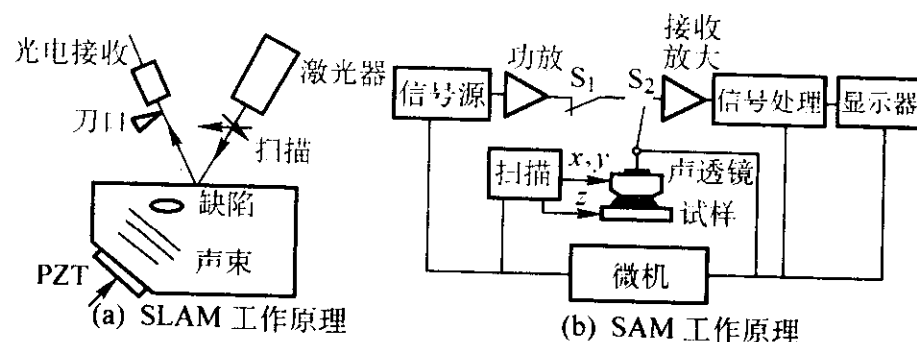 光电接收
激光器
刀口
扫描
缺陷
声束
PZT
(a) SLAM 工作原理
信号源
功放
S1
S2
接收
放大
信号处理
显示器
扫描
x, y
z
声透镜
试样
微机
(b) SAM 工作原理